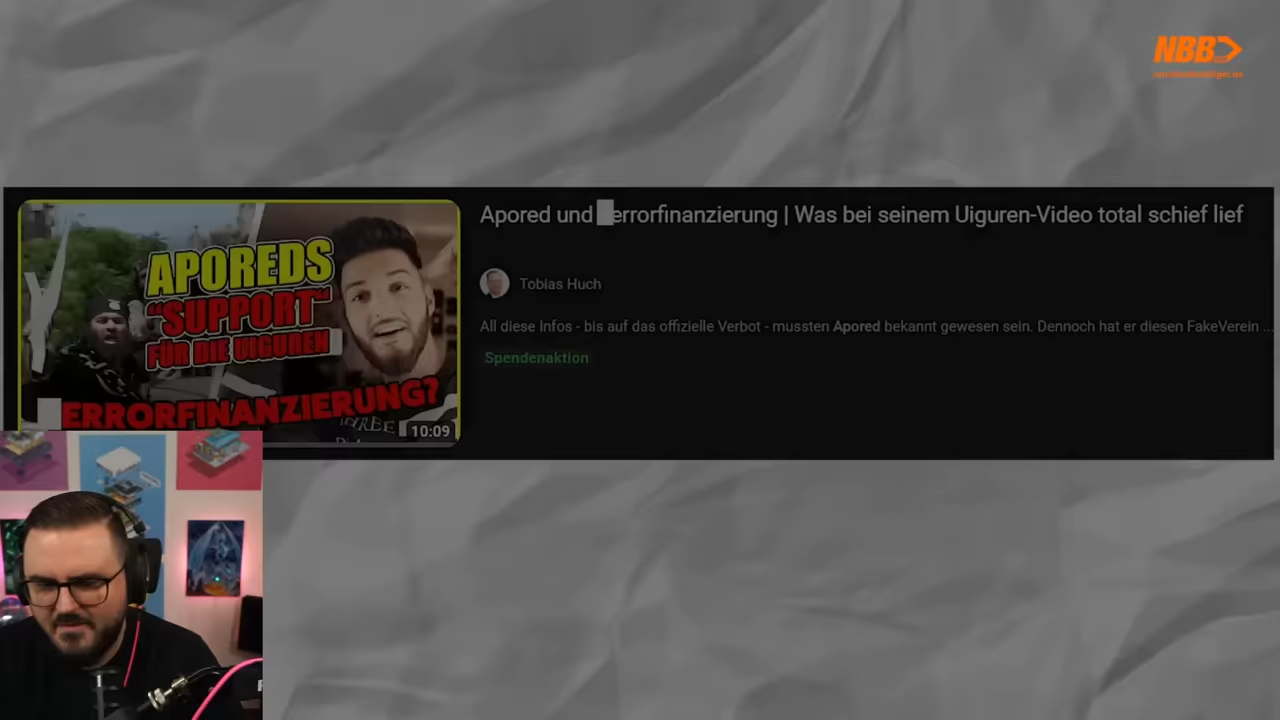 NBB
Apored und errorfinanzierung | Was bei seinem Uiguren-Video total schief lief
Tobias Huch
All diese Infos - bis auf das offizielle Verbot - mussten Apored bekannt gewesen sein. Dennoch hat er diesen FakeVerein ...
Spendenaktion
APOREDS
"SUPPORT"
FÜR DIE UIGUREN
ERRORFINANZIERUNG?
10:09